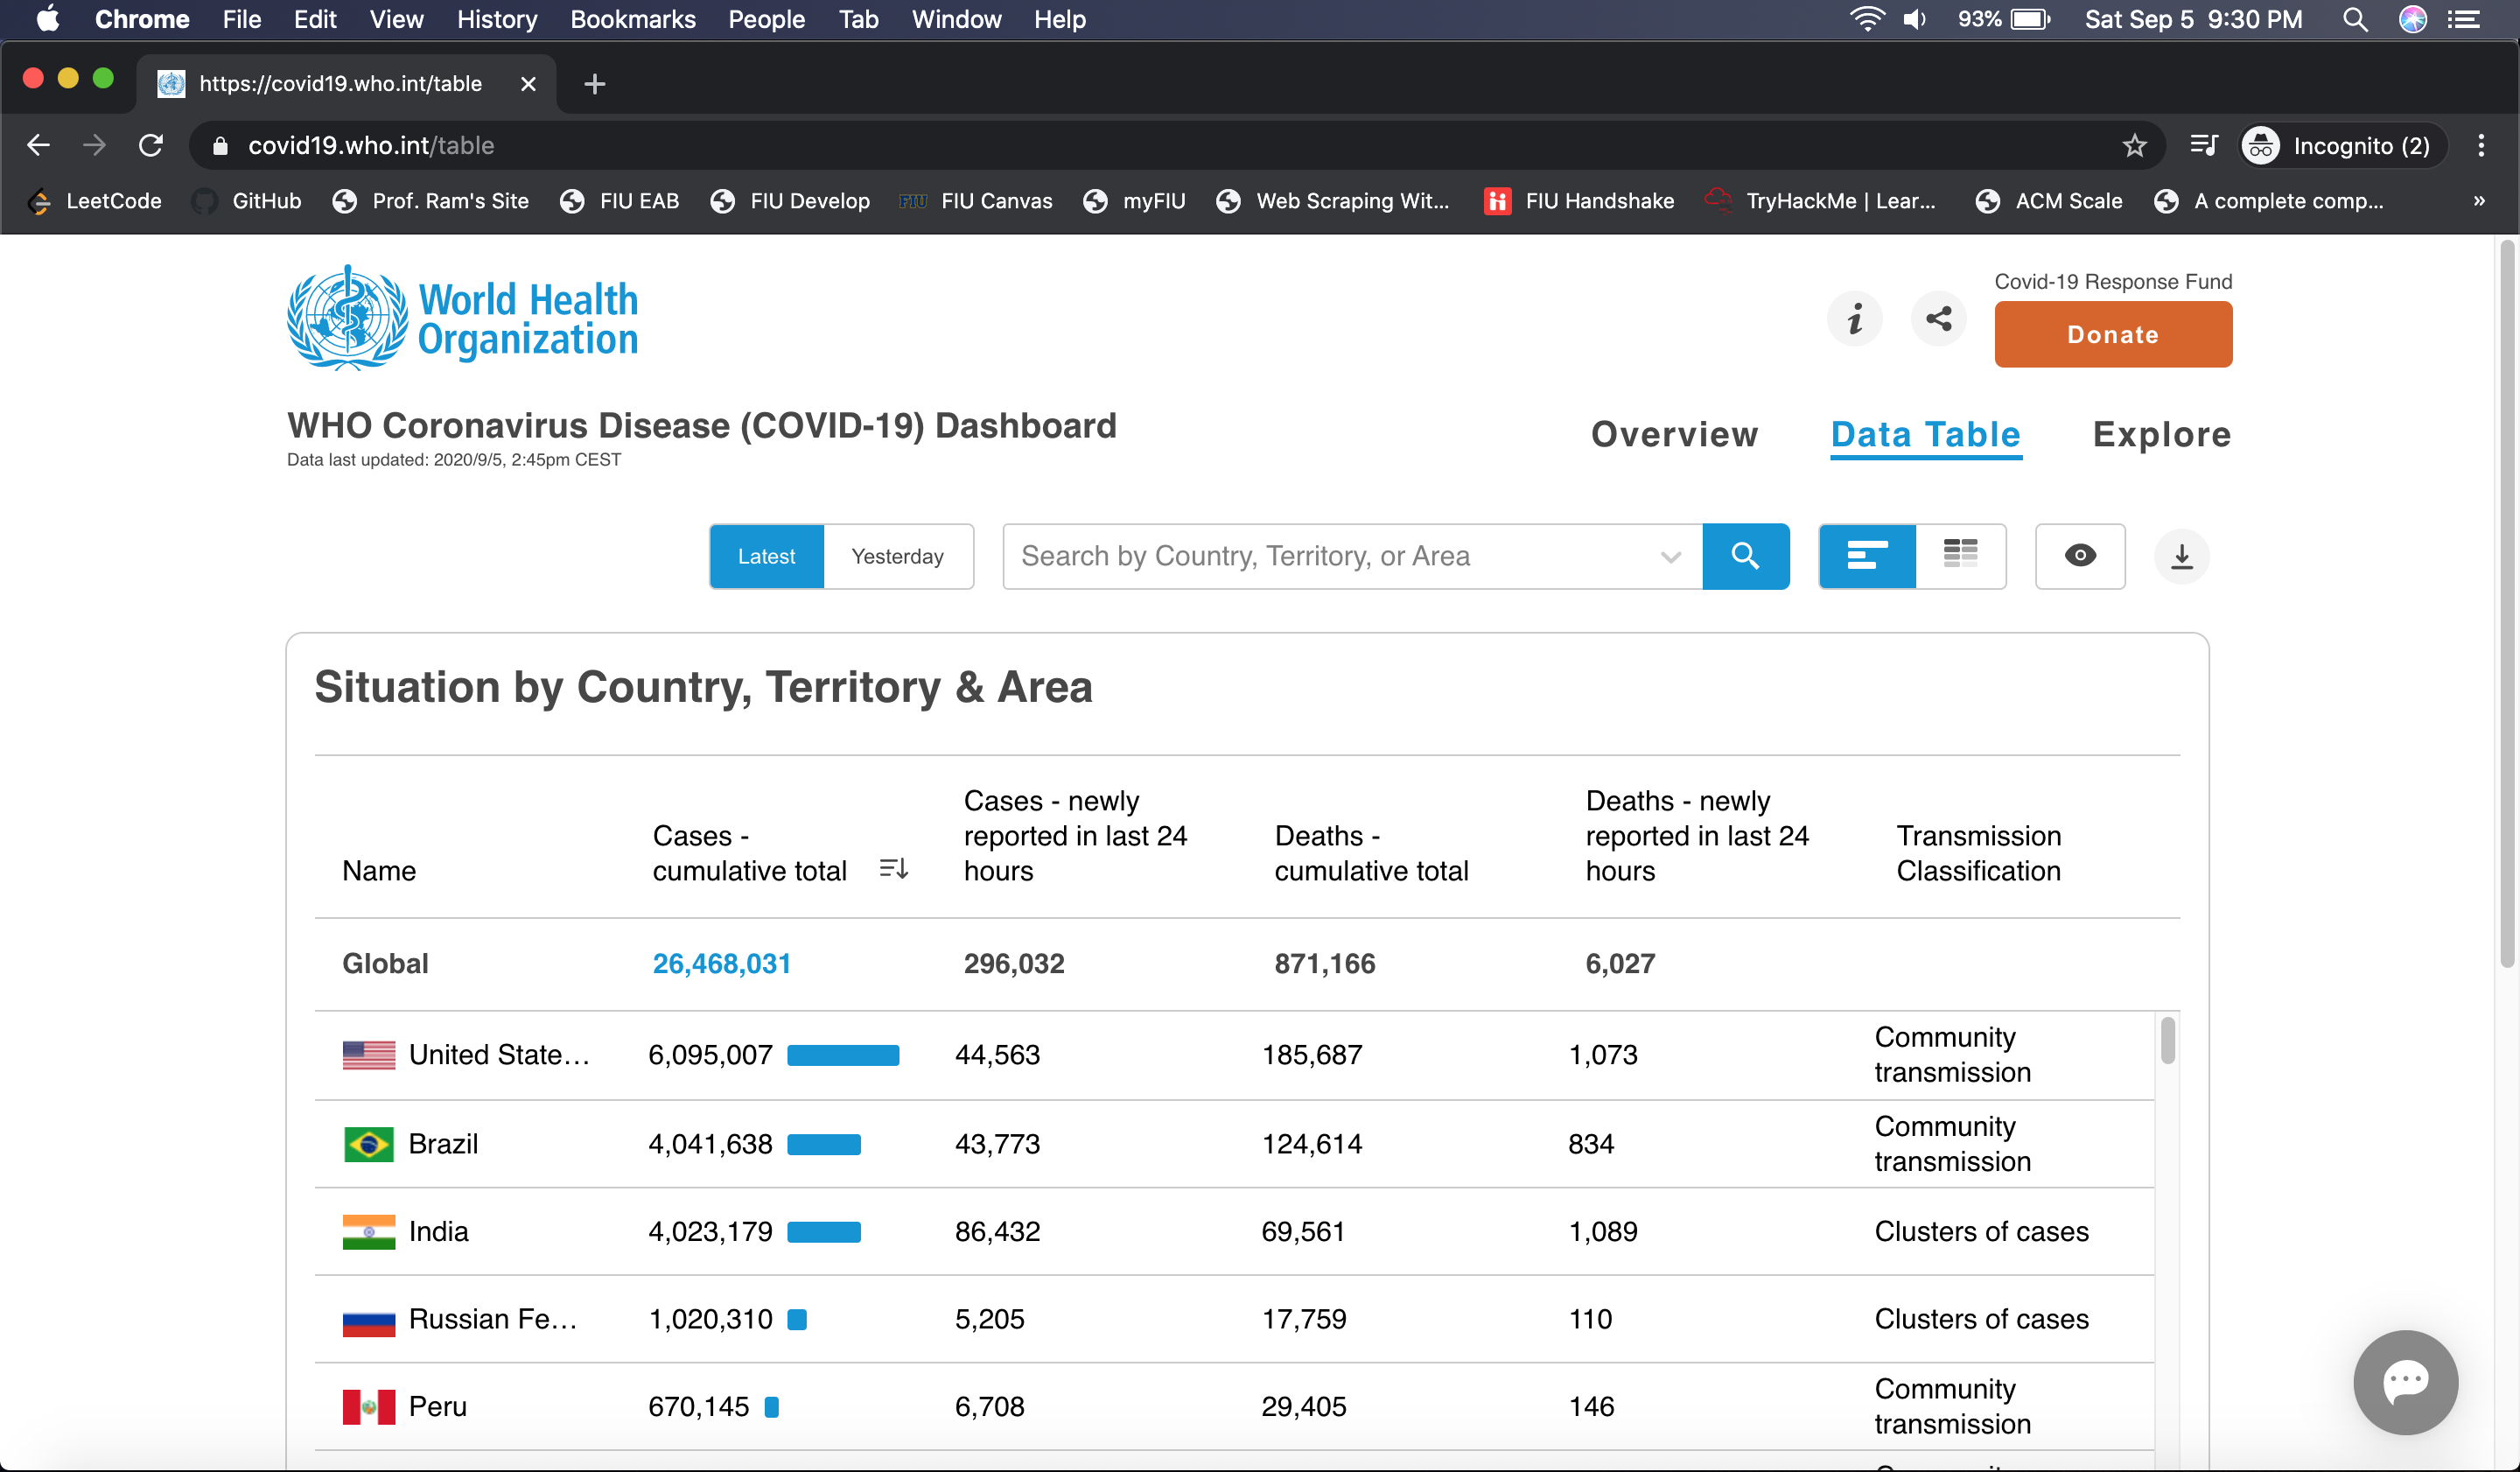 Chrome File Edit View History Bookmarks People Tab Window Help 93% Sat Sep 5 9:30 PM
https://covid19.who.int/table
covid19.who.int/table Incognito (2)
LeetCode GitHub Prof. Ram's Site FIU EAB FIU Develop FIU FIU Canvas myFIU Web Scraping Wit... FIU Handshake TryHackMe | Lear... ACM Scale A complete comp... »
World Health
Organization
Covid-19 Response Fund
Donate
WHO Coronavirus Disease (COVID-19) Dashboard
Data last updated: 2020/9/5, 2:45pm CEST
Overview Data Table Explore
Latest Yesterday Search by Country, Territory, or Area
Situation by Country, Territory & Area
Name
Cases -
cumulative total
Cases - newly
reported in last 24
hours
Deaths -
cumulative total
Deaths - newly
reported in last 24
hours
Transmission
Classification
Global 26,468,031 296,032 871,166 6,027
United State... 6,095,007 44,563 185,687 1,073 Community
transmission
Brazil 4,041,638 43,773 124,614 834 Community
transmission
India 4,023,179 86,432 69,561 1,089 Clusters of cases
Russian Fe... 1,020,310 5,205 17,759 110 Clusters of cases
Peru 670,145 6,708 29,405 146 Community
transmission